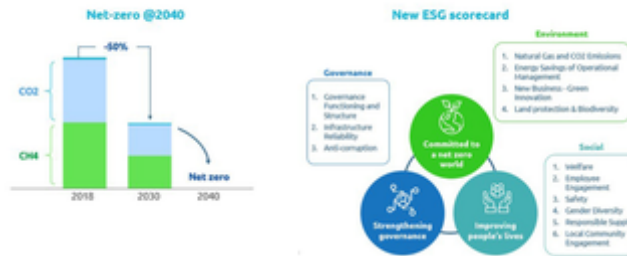 Net-zero @2040
-50%
CO2
CH4
Net zero
2018
2030
2040
New ESG scorecard
Environment
1. Natural Gas and CO2 Emissions
2. Energy Savings of Operational
Management
3. New Business - Green
Innovation
4. Land protection & Biodiversity
Governance
1. Governance
Functioning and
Structure
2. Infrastructure
Reliability
3. Anti-corruption
Committed to
a net zero
world
Strengthening
governance
Improving
people's lives
Social
1. Welfare
2. Employee
Engagement
3. Safety
4. Gender Diversity
5. Responsible Suppl
6. Local Community
Engagement